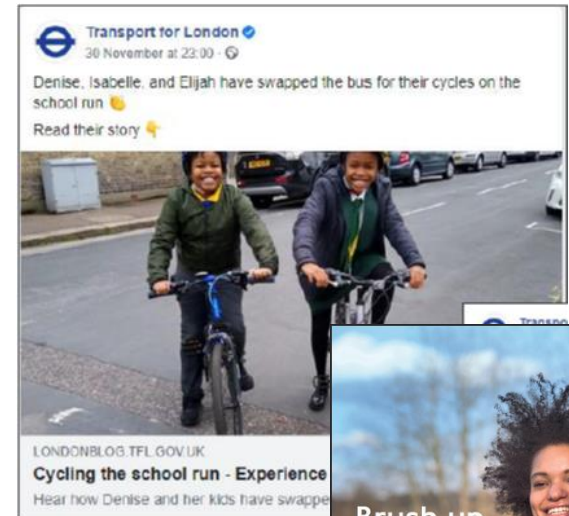 Transport for London
30 November at 23:00 ·
Denise, Isabelle, and Elijah have swapped the bus for their cycles on the
school run 👏
Read their story 👇
LONDONBLOG.TFL.GOV.UK
Cycling the school run - Experience
Hear how Denise and her kids have swappe